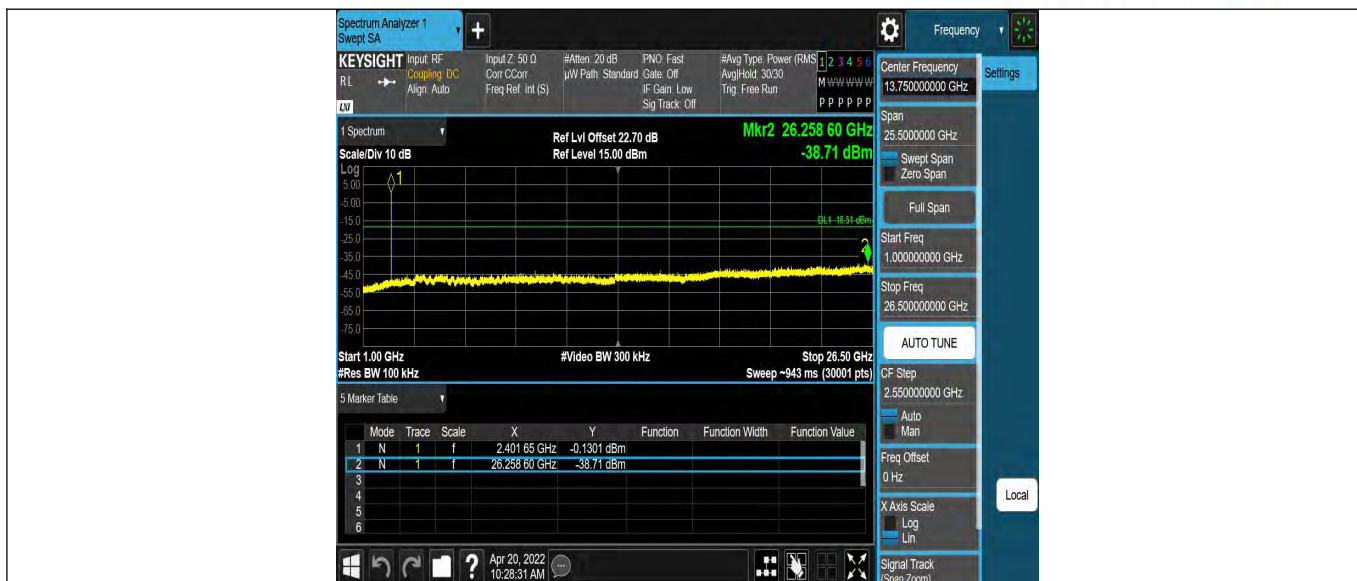 Spectrum Analyzer 1
Swept SA
+
Frequency
KEYSIGHT
RL
LXI
Input: RF
Coupling: DC
Align: Auto
Input Z: 50 Ω
Corr CCorr
Freq Ref: Int (S)
#Atten: 20 dB
µW Path: Standard
PNO: Fast
Gate: Off
IF Gain: Low
Sig Track: Off
#Avg Type: Power (RMS
Avg|Hold: 30/30
Trig: Free Run
1 2 3 4 5 6
M W W W W W
P P P P P P
1 Spectrum
Scale/Div 10 dB
Ref Lvl Offset 22.70 dB
Ref Level 15.00 dBm
Mkr2 26.258 60 GHz
-38.71 dBm
Log
5.00
-5.00
-15.0
-25.0
-35.0
-45.0
-55.0
-65.0
-75.0
1
DL1 -18.51 dBm
2
Start 1.00 GHz
#Video BW 300 kHz
Stop 26.50 GHz
#Res BW 100 kHz
Sweep ~943 ms (30001 pts)
5 Marker Table
Mode Trace Scale X Y Function Function Width Function Value
1 N 1 f 2.401 65 GHz -0.1301 dBm
2 N 1 f 26.258 60 GHz -38.71 dBm
3
4
5
6
?
Apr 20, 2022
10:28:31 AM
Center Frequency
13.750000000 GHz
Settings
Span
25.5000000 GHz
Swept Span
Zero Span
Full Span
Start Freq
1.000000000 GHz
Stop Freq
26.500000000 GHz
AUTO TUNE
CF Step
2.550000000 GHz
Auto
Man
Freq Offset
0 Hz
X Axis Scale
Log
Lin
Signal Track
(Span Zoom)
Local